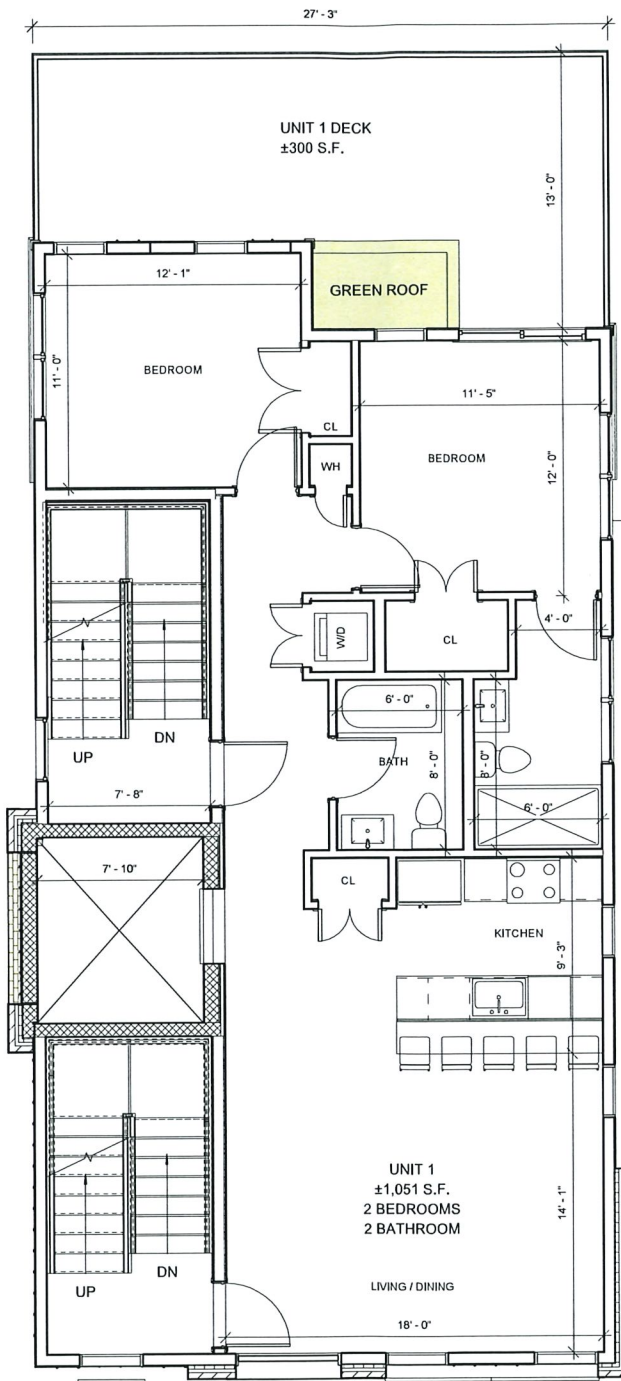 27' - 3"
UNIT 1 DECK
±300 S.F.
13' - 0"
12' - 1"
GREEN ROOF
11' - 0"
BEDROOM
11' - 5"
CL
BEDROOM
WH
12' - 0"
W/D
CL
4' - 0"
6' - 0"
UP
DN
BATH
8' - 0"
8' - 0"
7' - 8"
6' - 0"
7' - 10"
CL
KITCHEN
9' - 3"
UNIT 1
±1,051 S.F.
2 BEDROOMS
2 BATHROOM
14' - 1"
UP
DN
LIVING / DINING
18' - 0"